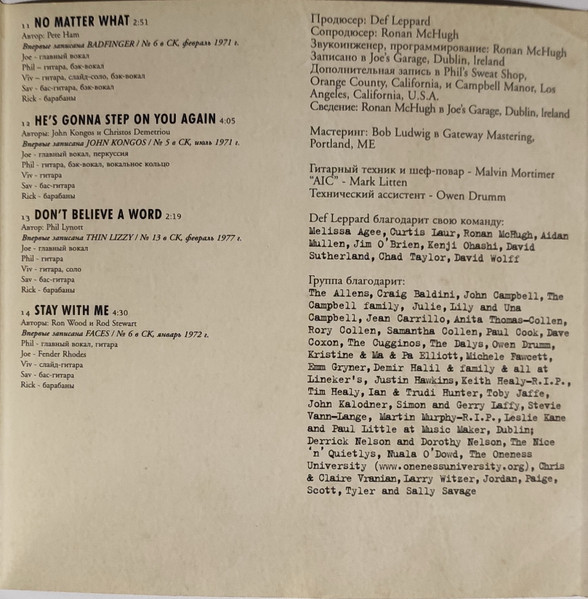 11 NO MATTER WHAT 2:51
Автор: Pete Ham
Впервые записана BADFINGER / № 6 в СК, февраль 1971 г.
Joe - главный вокал
Phil - гитара, бэк-вокал
Viv - гитара, слайд-соло, бэк-вокал
Sav - бас-гитара, бэк-вокал
Rick - барабаны
12 HE'S GONNA STEP ON YOU AGAIN 4:05
Авторы: John Kongos и Christos Demetriou
Впервые записана JOHN KONGOS / № 5 в СК, июль 1971 г.
Joe - главный вокал, перкуссия
Phil - гитара, бэк-вокал, вокальное кольцо
Viv - гитара
Sav - бас-гитара
Rick - барабаны
13 DON'T BELIEVE A WORD 2:19
Автор: Phil Lynott
Впервые записана THIN LIZZY / № 13 в СК, февраль 1977 г.
Joe - главный вокал
Phil - гитара
Viv - гитара, соло
Sav - бас-гитара
Rick - барабаны
14 STAY WITH ME 4:30
Авторы: Ron Wood и Rod Stewart
Впервые записана FACES / № 6 в СК, январь 1972 г.
Phil - главный вокал, гитара
Joe - Fender Rhodes
Viv - слайд-гитара
Sav - бас-гитара
Rick - барабаны
Продюсер: Def Leppard
Сопродюсер: Ronan McHugh
Звукоинженер, программирование: Ronan McHugh
Записано в Joe's Garage, Dublin, Ireland
Дополнительная запись в Phil's Sweat Shop,
Orange County, California, и Campbell Manor, Los
Angeles, California, U.S.A.
Сведение: Ronan McHugh в Joe's Garage, Dublin, Ireland
Мастеринг: Bob Ludwig в Gateway Mastering,
Portland, ME
Гитарный техник и шеф-повар - Malvin Mortimer
"AIC" - Mark Litten
Технический ассистент - Owen Drumm
Def Leppard благодарит свою команду:
Melissa Agee, Curtis Laur, Ronan McHugh, Aidan
Mullen, Jim O'Brien, Kenji Ohashi, David
Sutherland, Chad Taylor, David Wolff
Группа благодарит:
The Allens, Craig Baldini, John Campbell, The
Campbell family, Julie, Lily and Una
Campbell, Jean Carrillo, Anita Thomas-Collen,
Rory Collen, Samantha Collen, Paul Cook, Dave
Coxon, The Cugginos, The Dalys, Owen Drumm,
Kristine & Ma & Pa Elliott, Michele Fawcett,
Emm Gryner, Demir Halil & family & all at
Lineker's, Justin Hawkins, Keith Healy-R.I.P.,
Tim Healy, Ian & Trudi Hunter, Toby Jaffe,
John Kalodner, Simon and Gerry Laffy, Stevie
Vann-Lange, Martin Murphy-R.I.P., Leslie Kane
and Paul Little at Music Maker, Dublin;
Derrick Nelson and Dorothy Nelson, The Nice
'n' Quietlys, Nuala O'Dowd, The Oneness
University (www.onenessuniversity.org), Chris
& Claire Vranian, Larry Witzer, Jordan, Paige,
Scott, Tyler and Sally Savage